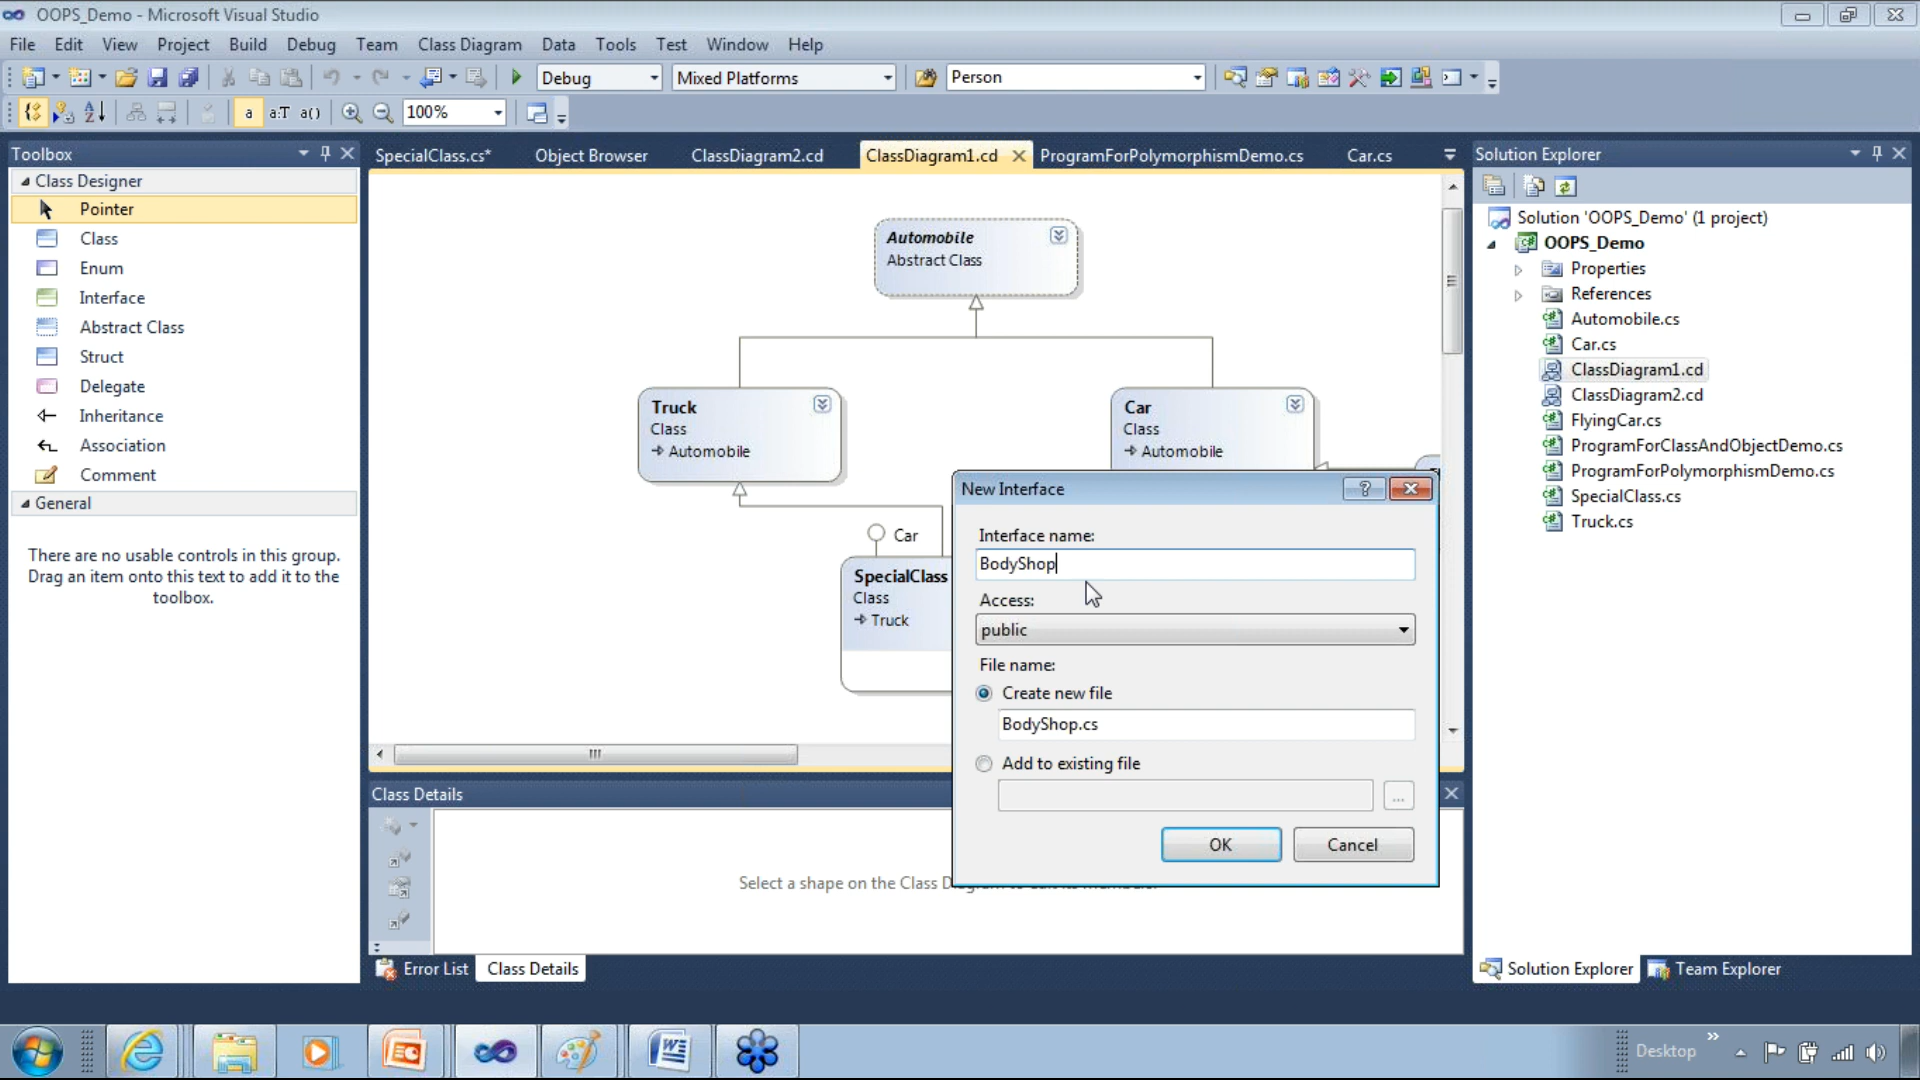 OOPS_Demo - Microsoft Visual Studio
File Edit View Project Build Debug Team Class Diagram Data Tools Test Window Help
Debug Mixed Platforms Person
a a:T a() 100%
Toolbox
SpecialClass.cs* Object Browser ClassDiagram2.cd ClassDiagram1.cd ProgramForPolymorphismDemo.cs Car.cs
Solution Explorer
Class Designer
Pointer
Class
Enum
Interface
Abstract Class
Struct
Delegate
Inheritance
Association
Comment
General
There are no usable controls in this group.
Drag an item onto this text to add it to the
toolbox.
Automobile
Abstract Class
Truck
Class
Automobile
Car
Class
Automobile
Car
SpecialClass
Class
Truck
New Interface
Interface name:
BodyShop
Access:
public
File name:
Create new file
BodyShop.cs
Add to existing file
...
OK Cancel
Class Details
Select a shape on the Class
Error List Class Details
Solution 'OOPS_Demo' (1 project)
OOPS_Demo
Properties
References
Automobile.cs
Car.cs
ClassDiagram1.cd
ClassDiagram2.cd
FlyingCar.cs
ProgramForClassAndObjectDemo.cs
ProgramForPolymorphismDemo.cs
SpecialClass.cs
Truck.cs
Solution Explorer Team Explorer
Desktop